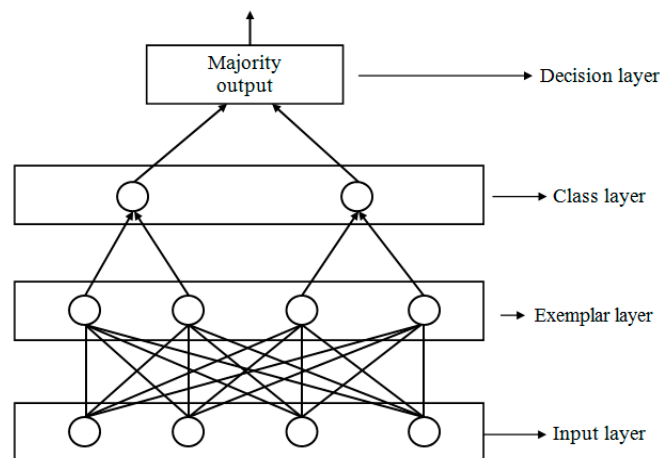 Majority
output
Decision layer
Class layer
Exemplar layer
Input layer